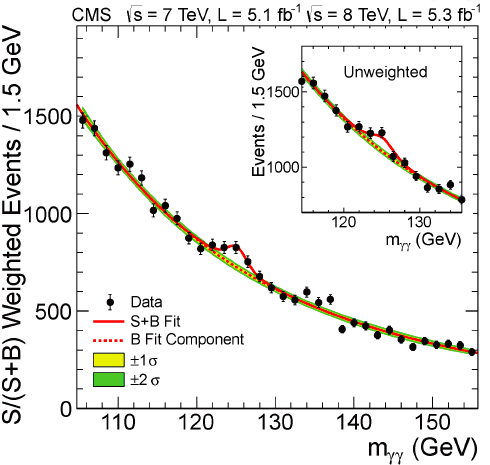 CMS √s = 7 TeV, L = 5.1 fb⁻¹ √s = 8 TeV, L = 5.3 fb⁻¹
S/(S+B) Weighted Events / 1.5 GeV
1500
1000
500
0
Unweighted
Events / 1.5 GeV
1500
1000
120 130
mγγ (GeV)
Data
S+B Fit
B Fit Component
±1σ
±2 σ
110 120 130 140 150
mγγ (GeV)